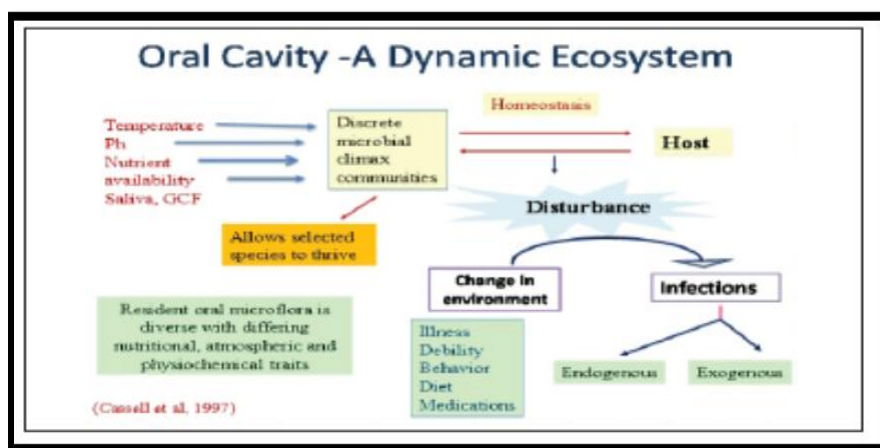 Oral Cavity -A Dynamic Ecosystem
Temperature
Ph
Nutrient
availability
Saliva, GCF
Discrete
microbial
climax
communities
Homeostasis
Host
Disturbance
Allows selected
species to thrive
Change in
environment
Infections
Resident oral microflora is
diverse with differing
nutritional, atmospheric and
physiochemical traits
Illness
Debility
Behavior
Diet
Medications
Endogenous
Exogenous
(Cassell et al, 1997)